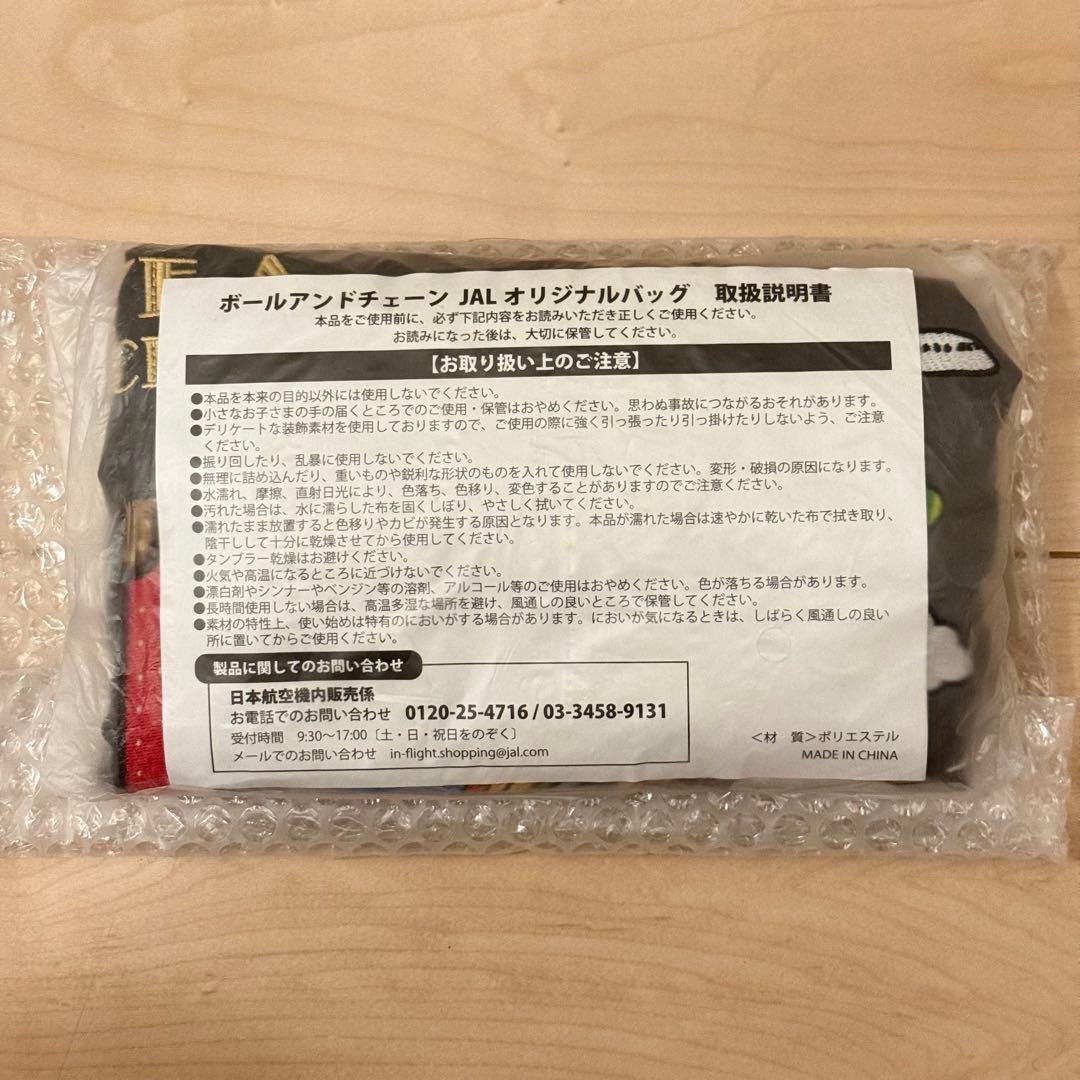 ボールアンドチェーン JAL オリジナルバッグ 取扱説明書
本品をご使用前に、必ず下記内容をお読みいただき正しくご使用ください。
お読みになった後は、大切に保管してください。
【お取り扱い上のご注意】
●本品を本来の目的以外には使用しないでください。
●小さなお子さまの手の届くところでのご使用・保管はおやめください。思わぬ事故につながるおそれがあります。
●デリケートな装飾素材を使用しておりますので、ご使用の際に強く引っ張ったり引っ掛けたりしないよう、ご注意
ください。
●振り回したり、乱暴に使用しないでください。
●無理に詰め込んだり、重いものや鋭利な形状のものを入れて使用しないでください。変形・破損の原因になります。
●水濡れ、摩擦、直射日光により、色落ち、色移り、変色することがありますのでご注意ください。
●汚れた場合は、水に濡らした布を固くしぼり、やさしく拭いてください。
●濡れたまま放置すると色移りやカビが発生する原因となります。本品が濡れた場合は速やかに乾いた布で拭き取り、
陰干しして十分に乾燥させてから使用してください。
●タンブラー乾燥はお避けください。
●火気や高温になるところに近づけないでください。
●漂白剤やシンナーやベンジン等の溶剤、アルコール等のご使用はおやめください。色が落ちる場合があります。
●長時間使用しない場合は、高温多湿な場所を避け、風通しの良いところで保管してください。
●素材の特性上、使い始めは特有のにおいがする場合があります。においが気になるときは、しばらく風通しの良い
所に置いてからご使用ください。
製品に関してのお問い合わせ
日本航空機内販売係
お電話でのお問い合わせ 0120-25-4716 / 03-3458-9131
受付時間 9:30～17:00〔土・日・祝日をのぞく〕
メールでのお問い合わせ in-flight.shopping@jal.com
＜材 質＞ポリエステル
MADE IN CHINA